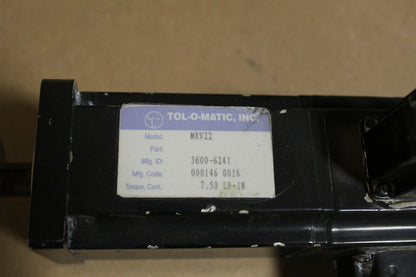 TOL-O-MATIC, INC.
Model: MRV22
Part:
Mfg. ID: 3600-6241
Mfg. Code: 000146 0016
Torque, Cont.: 7.50 LB-IN